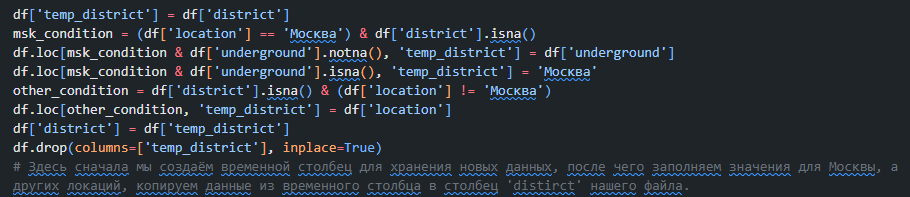 df['temp_district'] = df['district']
msk_condition = (df['location'] == 'Москва') & df['district'].isna()
df.loc[msk_condition & df['underground'].notna(), 'temp_district'] = df['underground']
df.loc[msk_condition & df['underground'].isna(), 'temp_district'] = 'Москва'
other_condition = df['district'].isna() & (df['location'] != 'Москва')
df.loc[other_condition, 'temp_district'] = df['location']
df['district'] = df['temp_district']
df.drop(columns=['temp_district'], inplace=True)
# Здесь сначала мы создаём временной столбец для хранения новых данных, после чего заполняем значения для Москвы, а
других локаций, копируем данные из временного столбца в столбец 'distirct' нашего файла.